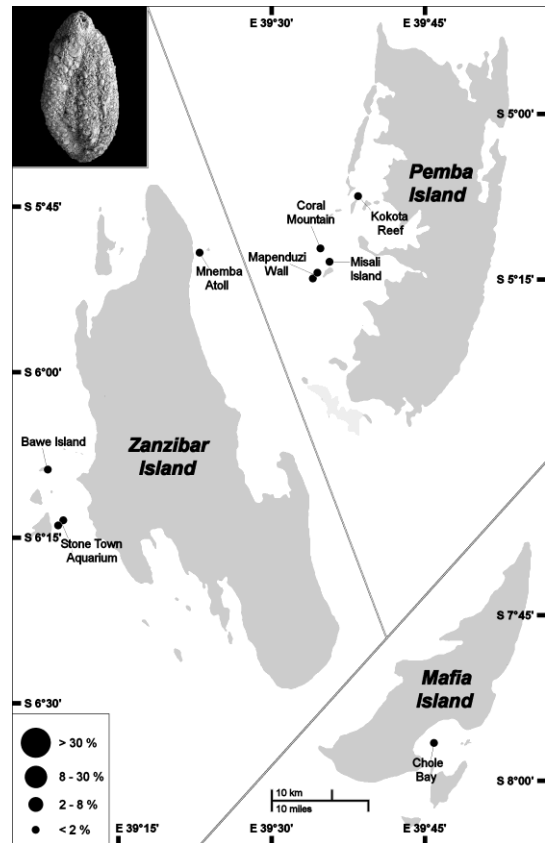 E 39°30'
E 39°45'
S 5°00'
Pemba
Island
Kokota
Reef
Coral
Mountain
Mapenduzi
Wall
Misali
Island
S 5°15'
S 5°45'
Mnemba
Atoll
S 6°00'
Zanzibar
Island
Bawe Island
Stone Town
Aquarium
S 6°15'
S 6°30'
S 7°45'
Mafia
Island
Chole
Bay
S 8°00'
> 30 %
8 - 30 %
2 - 8 %
< 2 %
10 km
10 miles
E 39°15'
E 39°30'
E 39°45'